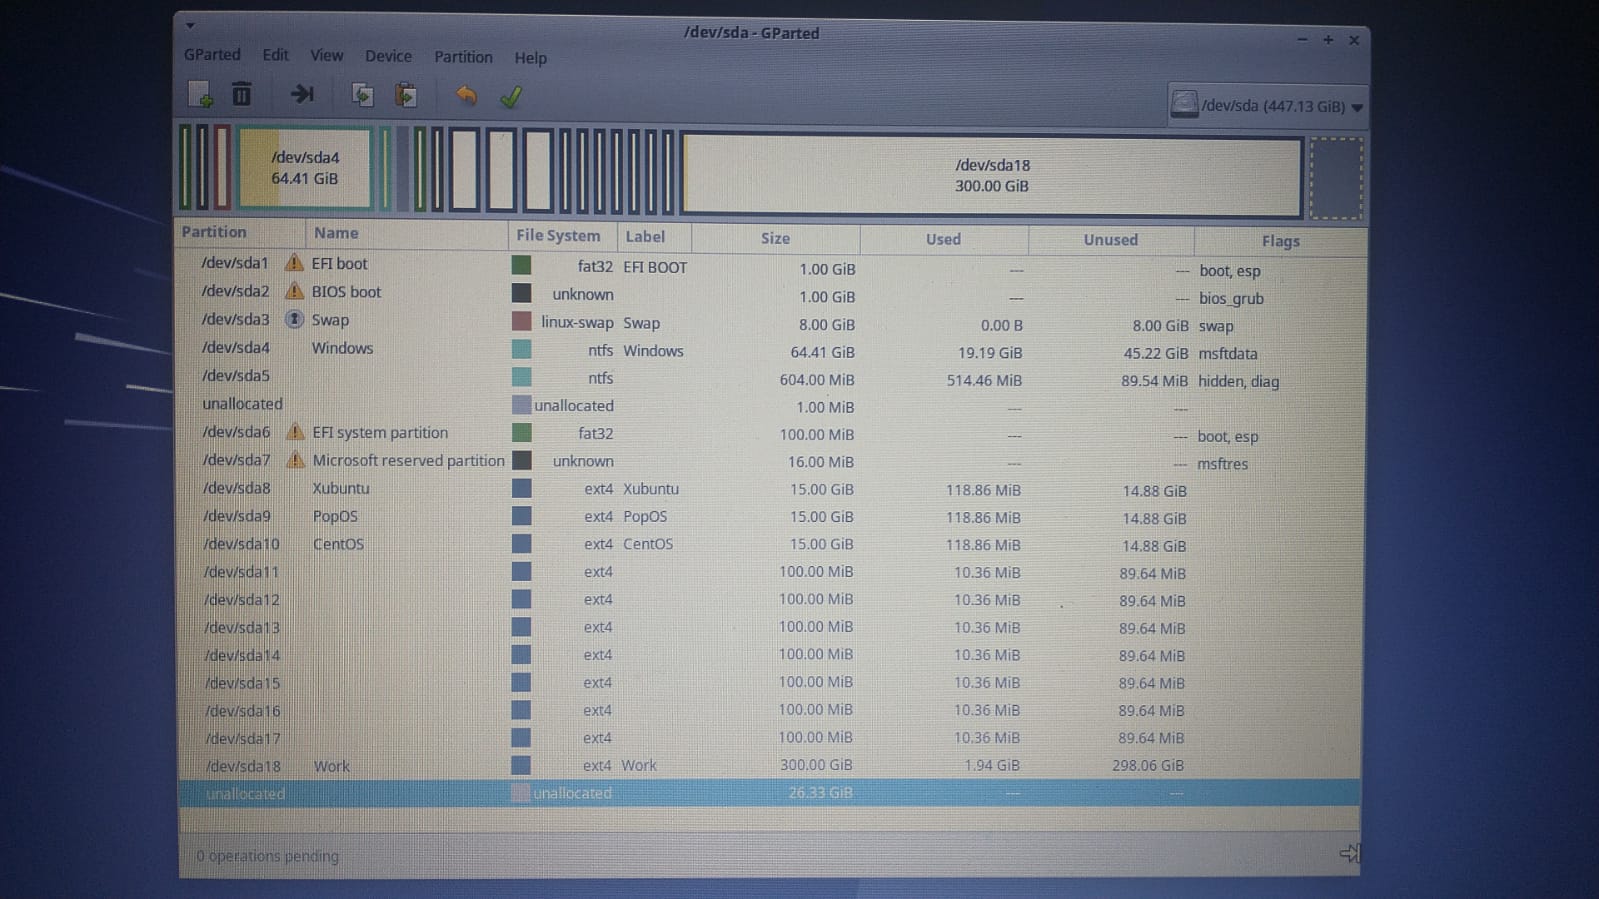 /dev/sda - GParted
GParted Edit View Device Partition Help
/dev/sda (447.13 GiB)
/dev/sda4
64.41 GiB
/dev/sda18
300.00 GiB
Partition Name File System Label Size Used Unused Flags
/dev/sda1 EFI boot fat32 EFI BOOT 1.00 GiB --- --- boot, esp
/dev/sda2 BIOS boot unknown 1.00 GiB --- --- bios_grub
/dev/sda3 Swap linux-swap Swap 8.00 GiB 0.00 B 8.00 GiB swap
/dev/sda4 Windows ntfs Windows 64.41 GiB 19.19 GiB 45.22 GiB msftdata
/dev/sda5 ntfs 604.00 MiB 514.46 MiB 89.54 MiB hidden, diag
unallocated unallocated 1.00 MiB --- ---
/dev/sda6 EFI system partition fat32 100.00 MiB --- --- boot, esp
/dev/sda7 Microsoft reserved partition unknown 16.00 MiB --- --- msftres
/dev/sda8 Xubuntu ext4 Xubuntu 15.00 GiB 118.86 MiB 14.88 GiB
/dev/sda9 PopOS ext4 PopOS 15.00 GiB 118.86 MiB 14.88 GiB
/dev/sda10 CentOS ext4 CentOS 15.00 GiB 118.86 MiB 14.88 GiB
/dev/sda11 ext4 100.00 MiB 10.36 MiB 89.64 MiB
/dev/sda12 ext4 100.00 MiB 10.36 MiB 89.64 MiB
/dev/sda13 ext4 100.00 MiB 10.36 MiB 89.64 MiB
/dev/sda14 ext4 100.00 MiB 10.36 MiB 89.64 MiB
/dev/sda15 ext4 100.00 MiB 10.36 MiB 89.64 MiB
/dev/sda16 ext4 100.00 MiB 10.36 MiB 89.64 MiB
/dev/sda17 ext4 100.00 MiB 10.36 MiB 89.64 MiB
/dev/sda18 Work ext4 Work 300.00 GiB 1.94 GiB 298.06 GiB
unallocated unallocated 26.33 GiB --- ---
0 operations pending